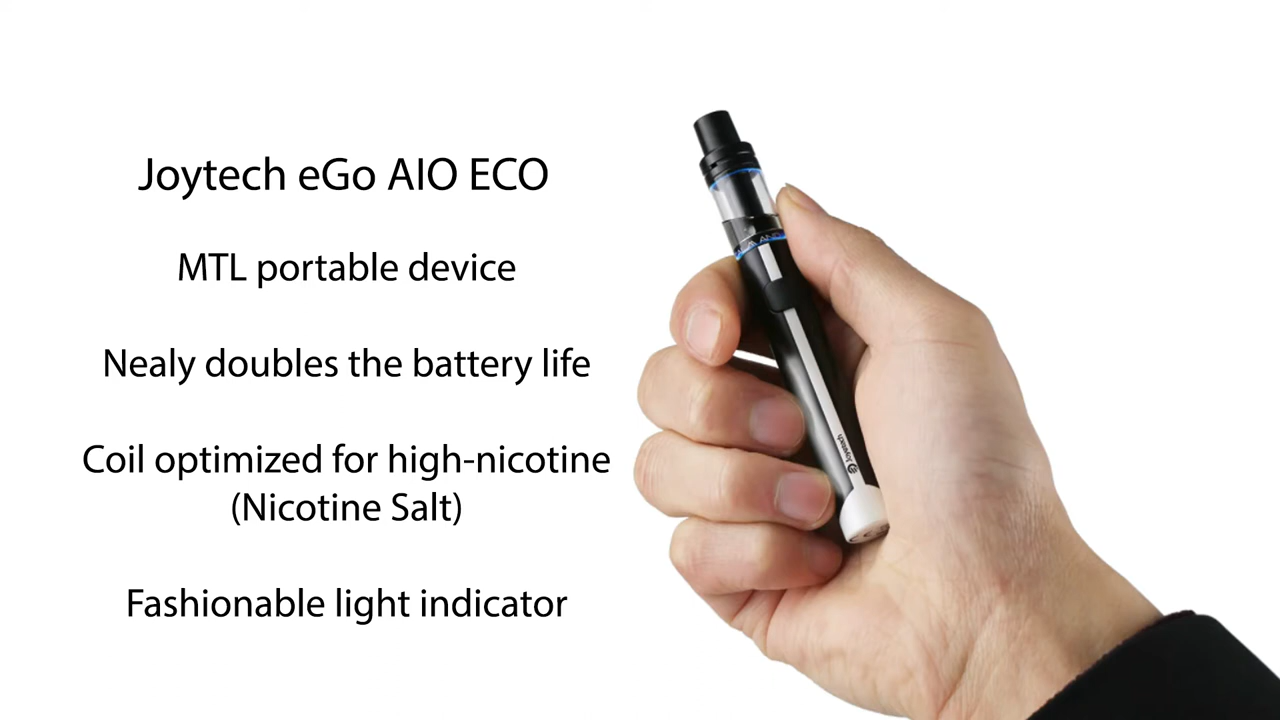 Joytech eGo AIO ECO
MTL portable device
Nealy doubles the battery life
Coil optimized for high-nicotine
(Nicotine Salt)
Fashionable light indicator
Joyetech